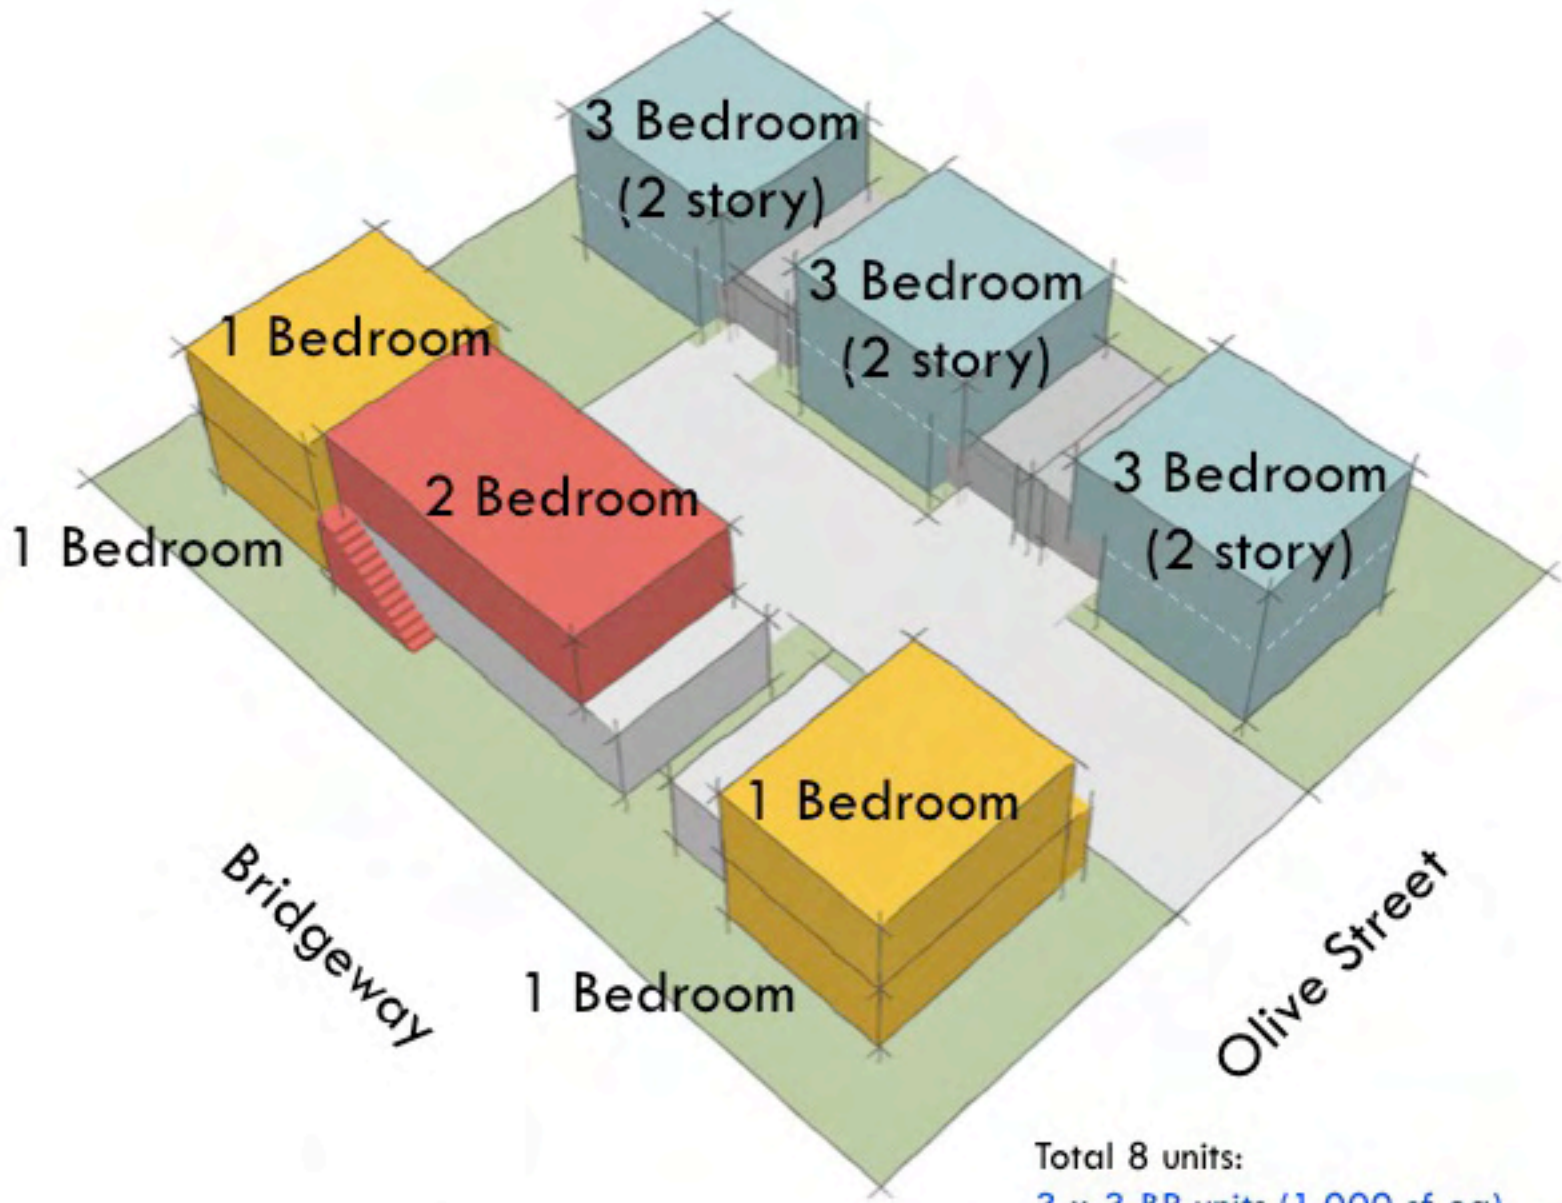 3 Bedroom
(2 story)
3 Bedroom
(2 story)
1 Bedroom
3 Bedroom
(2 story)
2 Bedroom
1 Bedroom
1 Bedroom
1 Bedroom
Bridgeway
Olive Street
Total 8 units: